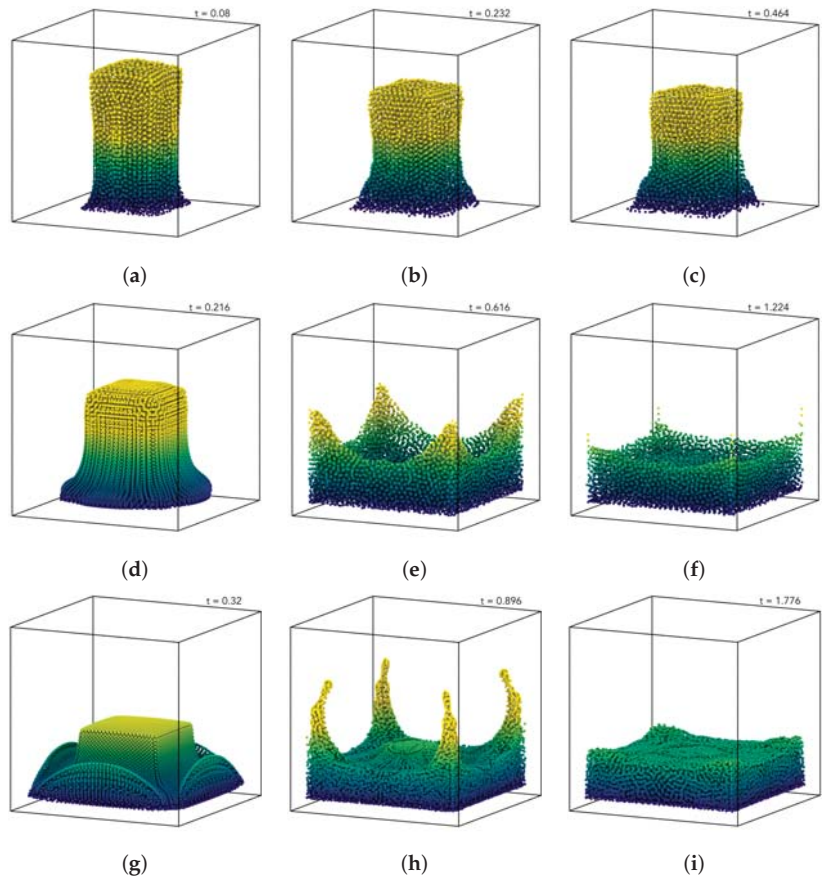 t = 0.08
t = 0.232
t = 0.464
(a)
(b)
(c)
t = 0.216
t = 0.616
t = 1.224
(d)
(e)
(f)
t = 0.32
t = 0.896
t = 1.776
(g)
(h)
(i)